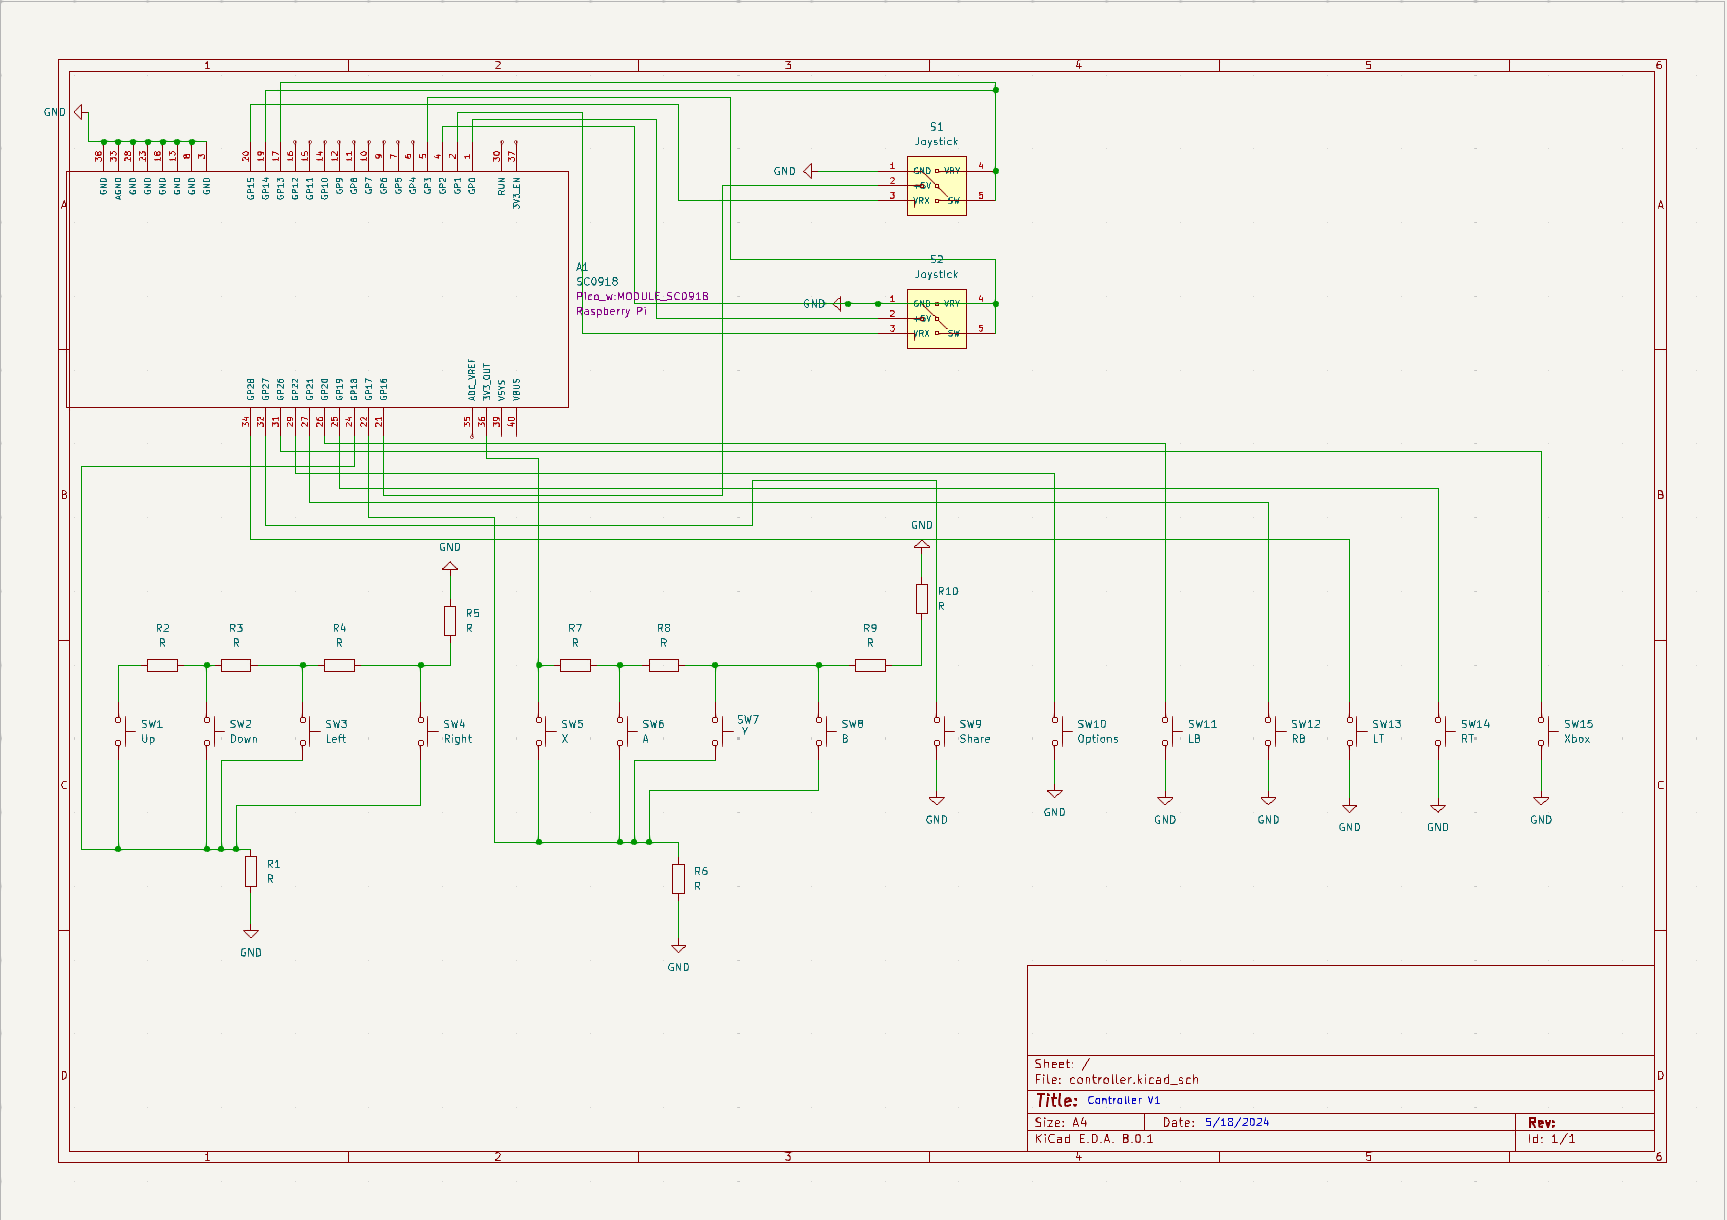 1 2 3 4 5 6
GND
36 33 28 23 18 13 8 3
20 19 17 16 15 14 12 11 10 9 7 6 5 4 2 1
30 37
GND AGND GND GND GND GND GND GND
GP15 GP14 GP13 GP12 GP11 GP10 GP9 GP8 GP7 GP6 GP5 GP4 GP3 GP2 GP1 GP0
RUN 3V3_EN
S1
Joystick
GND
1 GND VRY 4
2 +5V
3 VRX SW 5
A A
A1
SC0918
Pico_w:MODULE_SC0918
Raspberry Pi
S2
Joystick
GND
1 GND VRY 4
2 +5V
3 VRX SW 5
GP28 GP27 GP26 GP22 GP21 GP20 GP19 GP18 GP17 GP16
ADC_VREF 3V3_OUT VSYS VBUS
34 32 31 29 27 26 25 24 22 21
35 36 39 40
B B
GND
GND
R5
R
R10
R
R2
R
R3
R
R4
R
R7
R
R8
R
R9
R
SW1
Up
SW2
Down
SW3
Left
SW4
Right
SW5
X
SW6
A
SW7
Y
SW8
B
SW9
Share
SW10
Options
SW11
LB
SW12
RB
SW13
LT
SW14
RT
SW15
Xbox
C C
GND GND GND GND GND GND GND
R1
R
R6
R
GND
GND
D D
Sheet: /
File: controller.kicad_sch
Title: Controller V1
Size: A4 Date: 5/18/2024 Rev:
KiCad E.D.A. 8.0.1 Id: 1/1
1 2 3 4 5 6